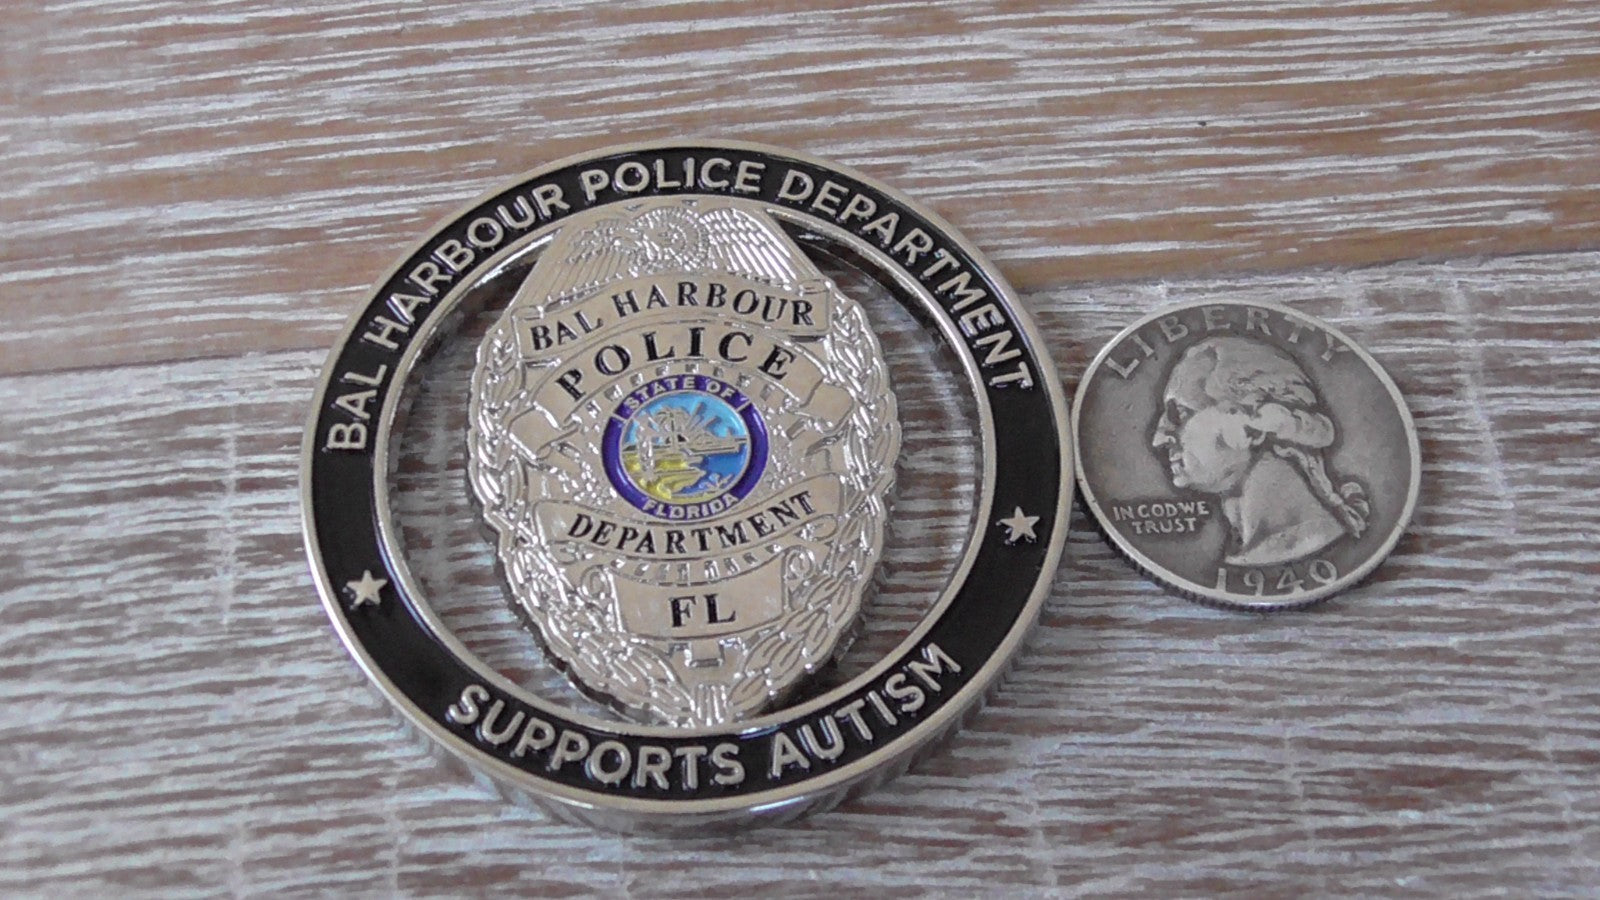 BAL HARBOUR POLICE DEPARTMENT
BAL HARBOUR
POLICE
STATE OF
FLORIDA
DEPARTMENT
FL
SUPPORTS AUTISM
LIBERTY
IN GOD WE
TRUST
1940